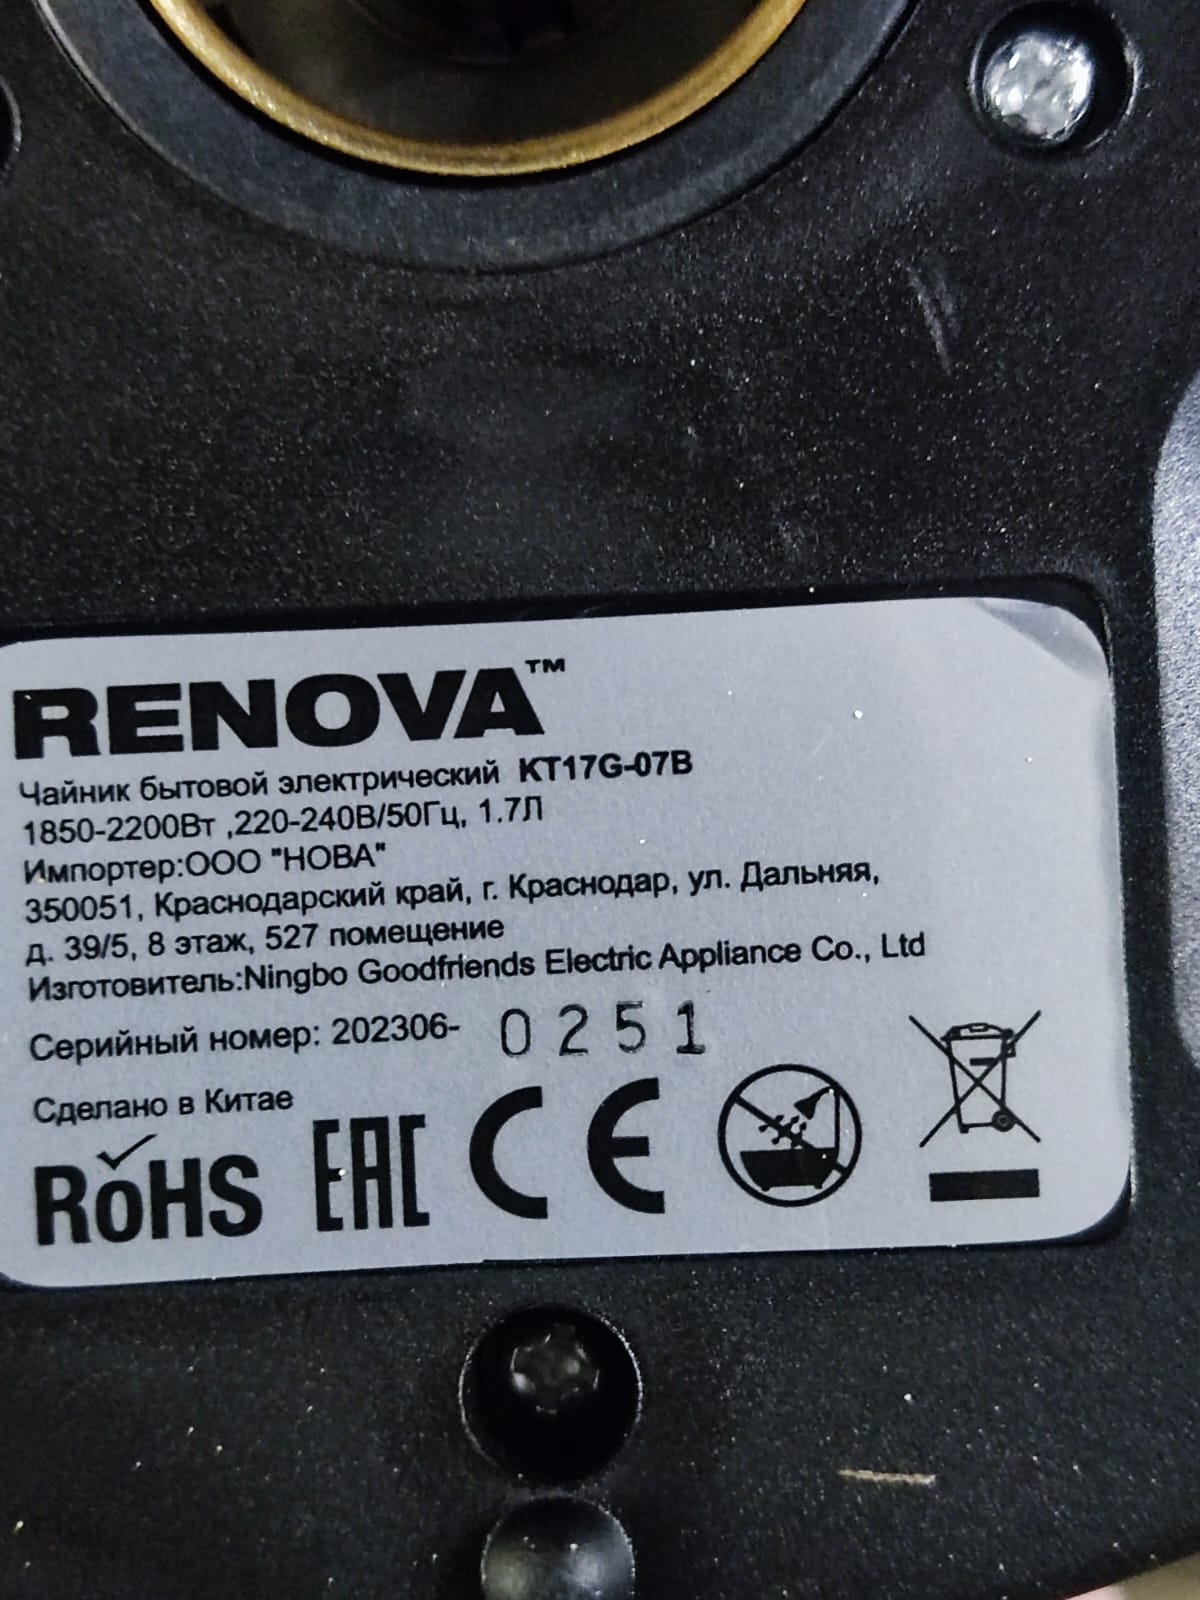 RENOVA™
Чайник бытовой электрический KT17G-07B
1850-2200Вт ,220-240В/50Гц, 1.7Л
Импортер:ООО "НОВА"
350051, Краснодарский край, г. Краснодар, ул. Дальняя,
д. 39/5, 8 этаж, 527 помещение
Изготовитель:Ningbo Goodfriends Electric Appliance Co., Ltd
Серийный номер: 202306- 0251
Сделано в Китае
RoHS EAC CE